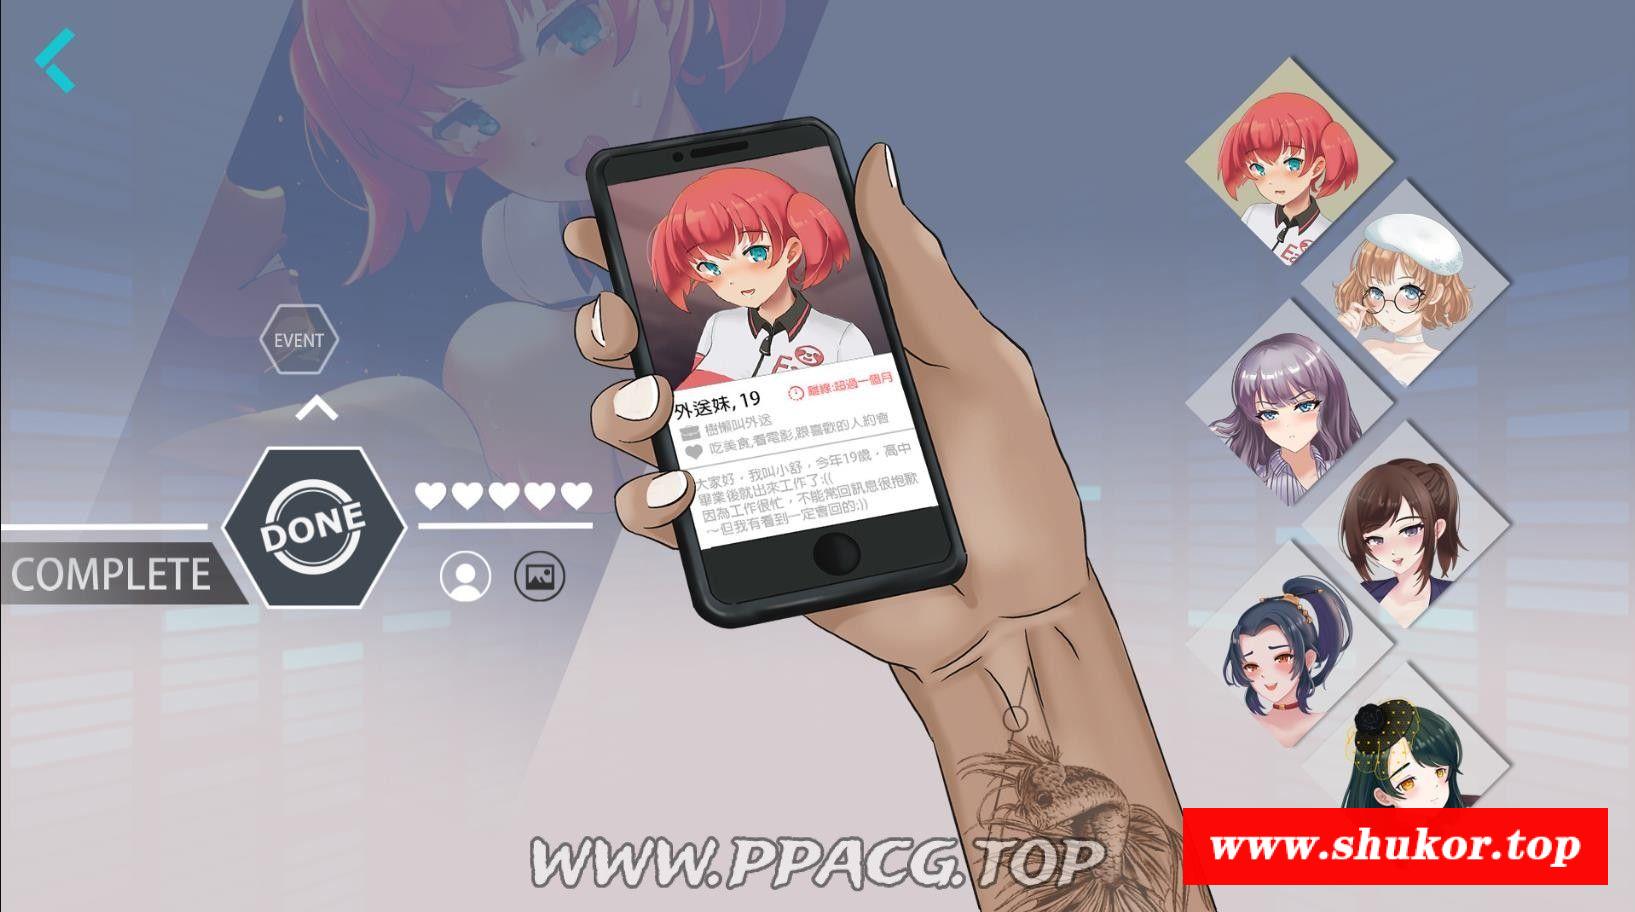 EVENT
DONE
COMPLETE
外送妹, 19
離線:超過一個月
樹懶叫外送
吃美食,看電影,跟喜歡的人約會
大家好，我叫小舒，今年19歲，高中
畢業後就出來工作了:((
因為工作很忙，不能常回訊息很抱歉
～但我有看到一定會回的:))
WWW.PPACG.TOP
www.shukor.top